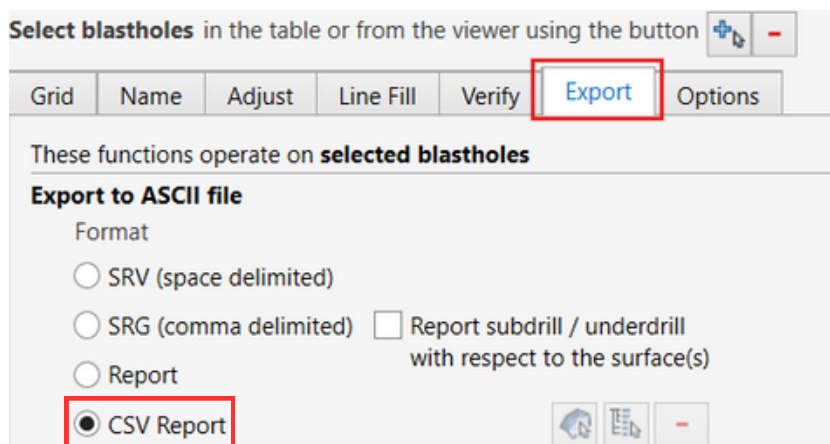 Select blastholes in the table or from the viewer using the button
Grid Name Adjust Line Fill Verify Export Options
These functions operate on selected blastholes
Export to ASCII file
Format
SRV (space delimited)
SRG (comma delimited) Report subdrill / underdrill
with respect to the surface(s)
Report
CSV Report